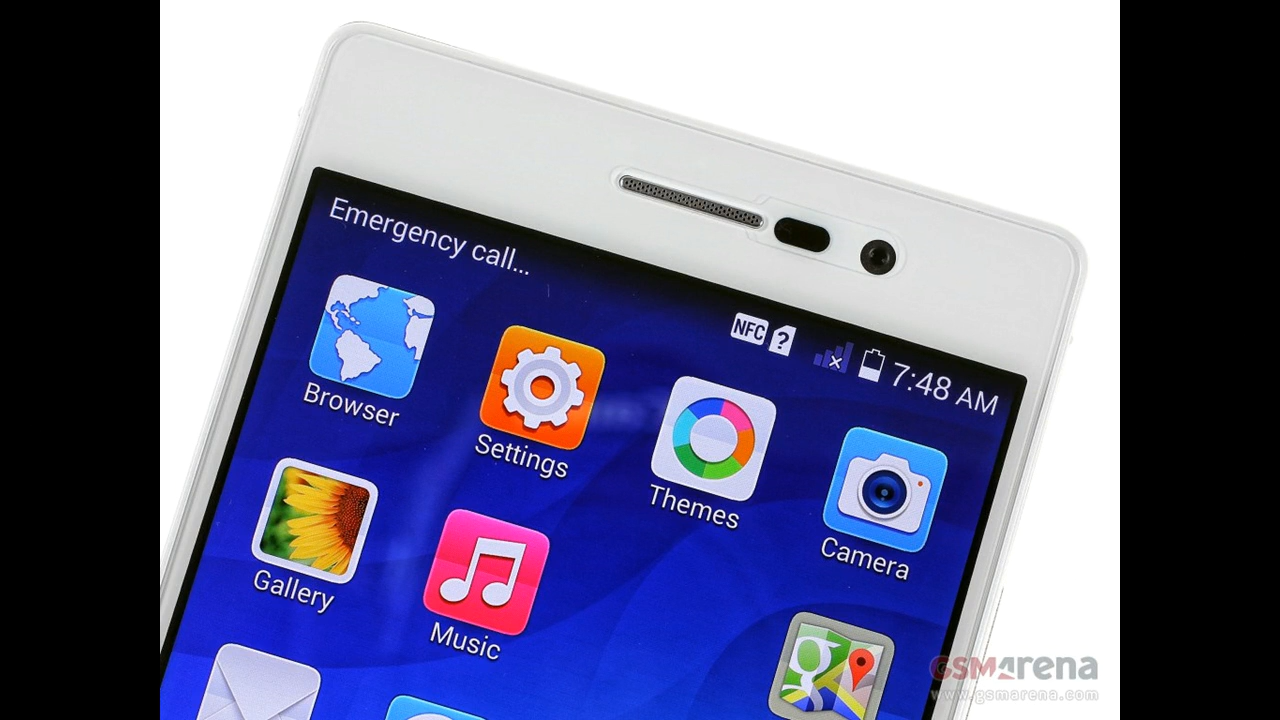 Emergency call...
NFC ? 7:48 AM
Browser
Settings
Themes
Camera
Gallery
Music
g
GSMarena
www.gsmarena.com